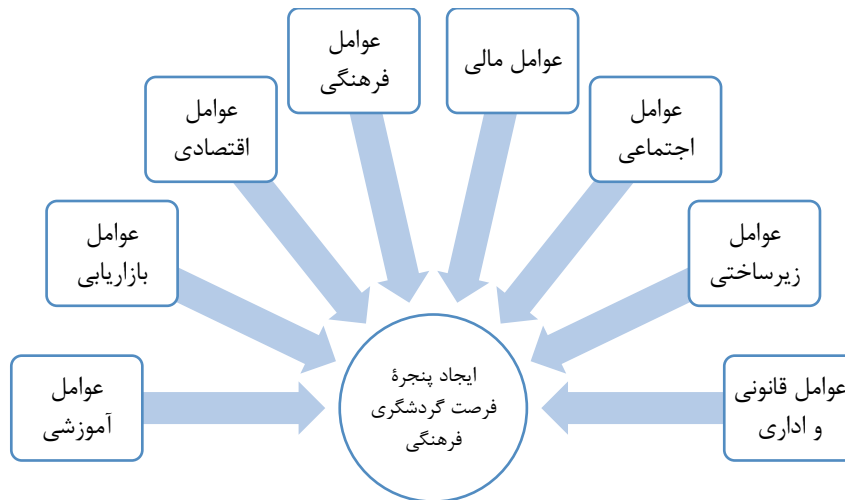 عوامل
فرهنگی
عوامل مالی
عوامل
اقتصادی
عوامل
اجتماعی
عوامل
بازاریابی
عوامل
زیرساختی
عوامل
آموزشی
ایجاد پنجرۀ
فرصت گردشگری
فرهنگی
عوامل قانونی
و اداری